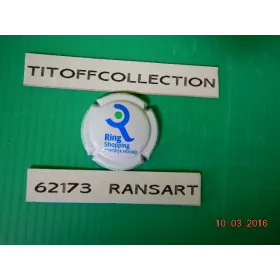 TITOFFCOLLECTION
Ring
Shopping
62173 RANSART
10 03 2016